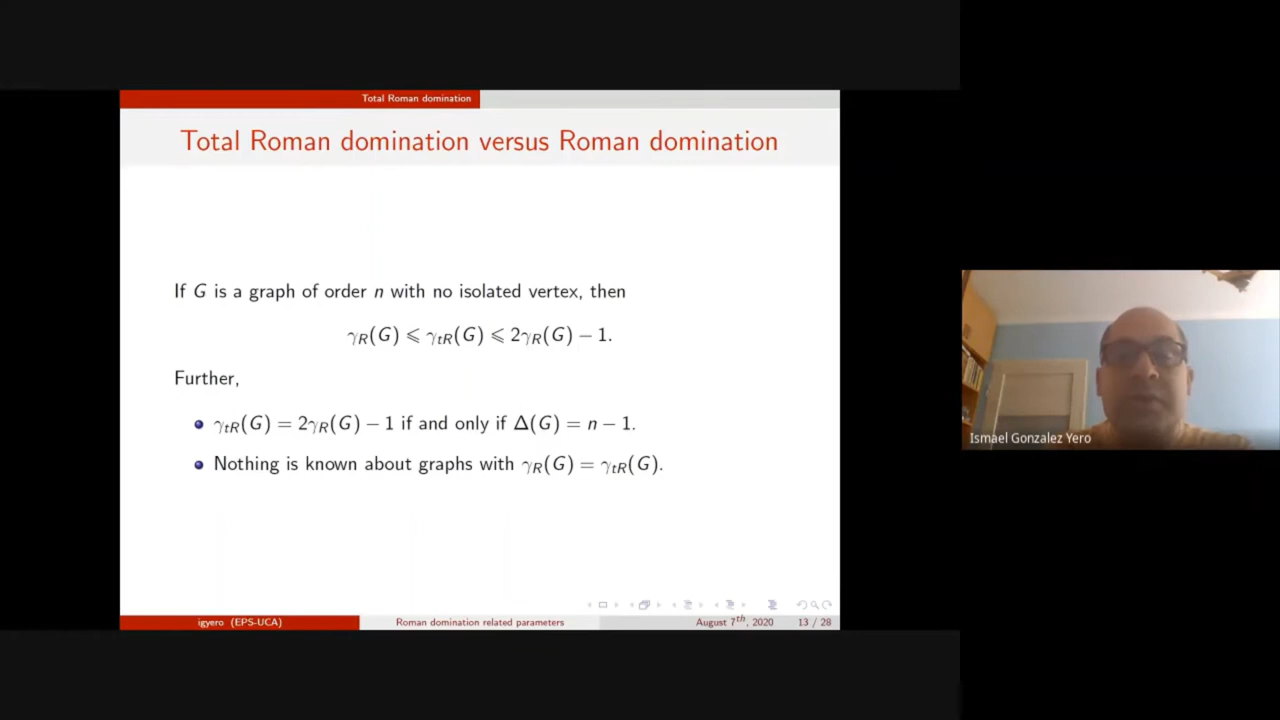 Total Roman domination
Total Roman domination versus Roman domination
If G is a graph of order n with no isolated vertex, then
γR(G) ⩽ γtR(G) ⩽ 2γR(G) − 1.
Further,
γtR(G) = 2γR(G) − 1 if and only if Δ(G) = n − 1.
Nothing is known about graphs with γR(G) = γtR(G).
Ismael Gonzalez Yero
igyero (EPS-UCA) Roman domination related parameters August 7th, 2020 13 / 28